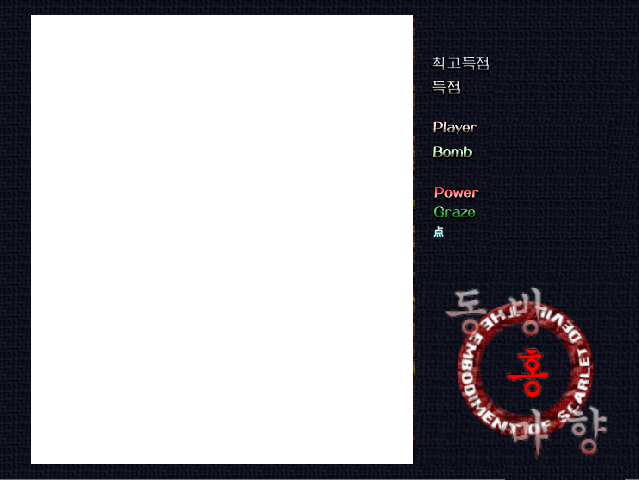 최고득점
득점
Player
Bomb
Power
Graze
点
동방
홍
마향
THE EMBODIMENT OF SCARLET DEVIL